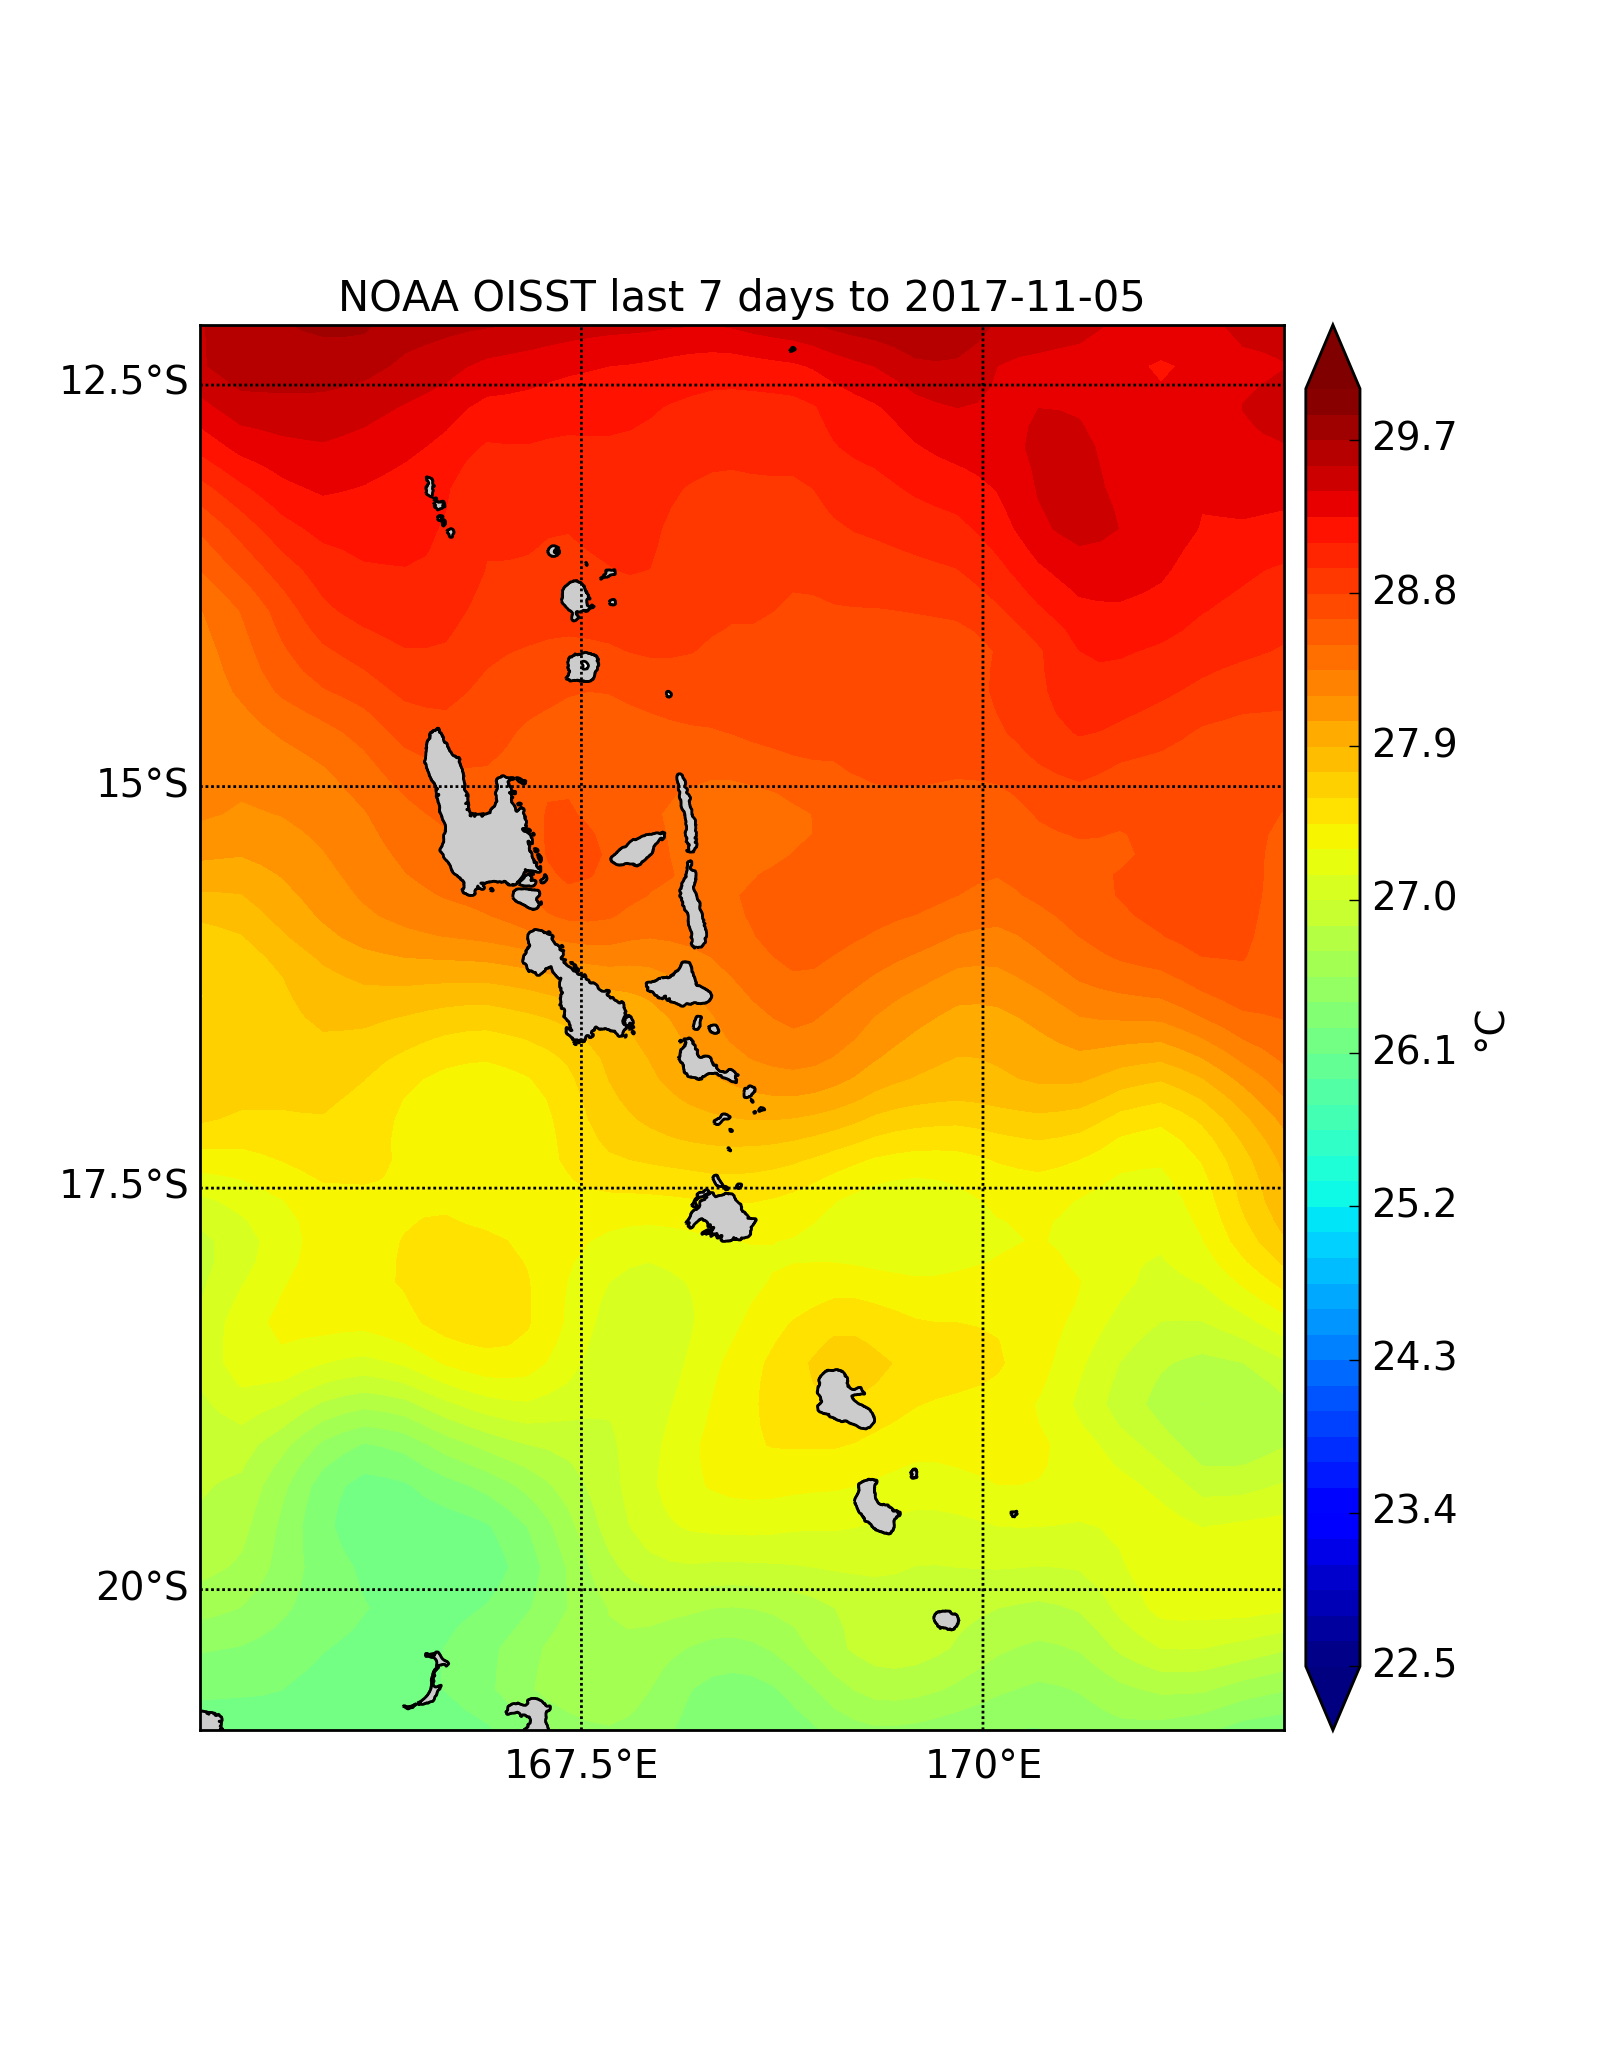 NOAA OISST last 7 days to 2017-11-05
12.5°S
15°S
17.5°S
20°S
167.5°E
170°E
29.7
28.8
27.9
27.0
26.1
25.2
24.3
23.4
22.5
°C